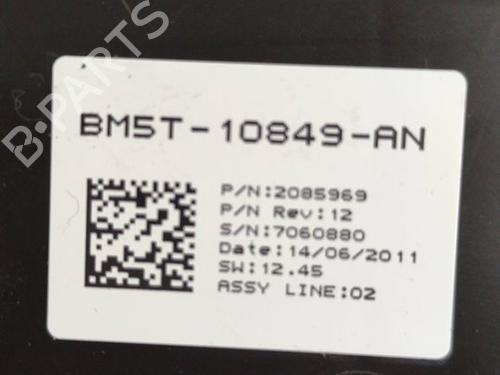 B-PARTS
BM5T-10849-AN
P/N:2085969
P/N Rev:12
S/N:7060880
Date:14/06/2011
SW:12.45
ASSY LINE:02